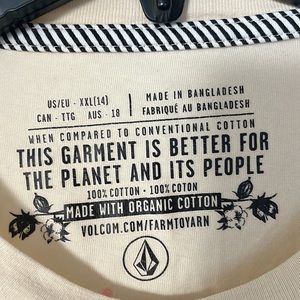 US/EU - XXL(14) MADE IN BANGLADESH
CAN - TTG AUS - 18 FABRIQUÉ AU BANGLADESH
WHEN COMPARED TO CONVENTIONAL COTTON
THIS GARMENT IS BETTER FOR
THE PLANET AND ITS PEOPLE
100% COTTON • 100% COTON
MADE WITH ORGANIC COTTON
VOLCOM.COM/FARMTOYARN